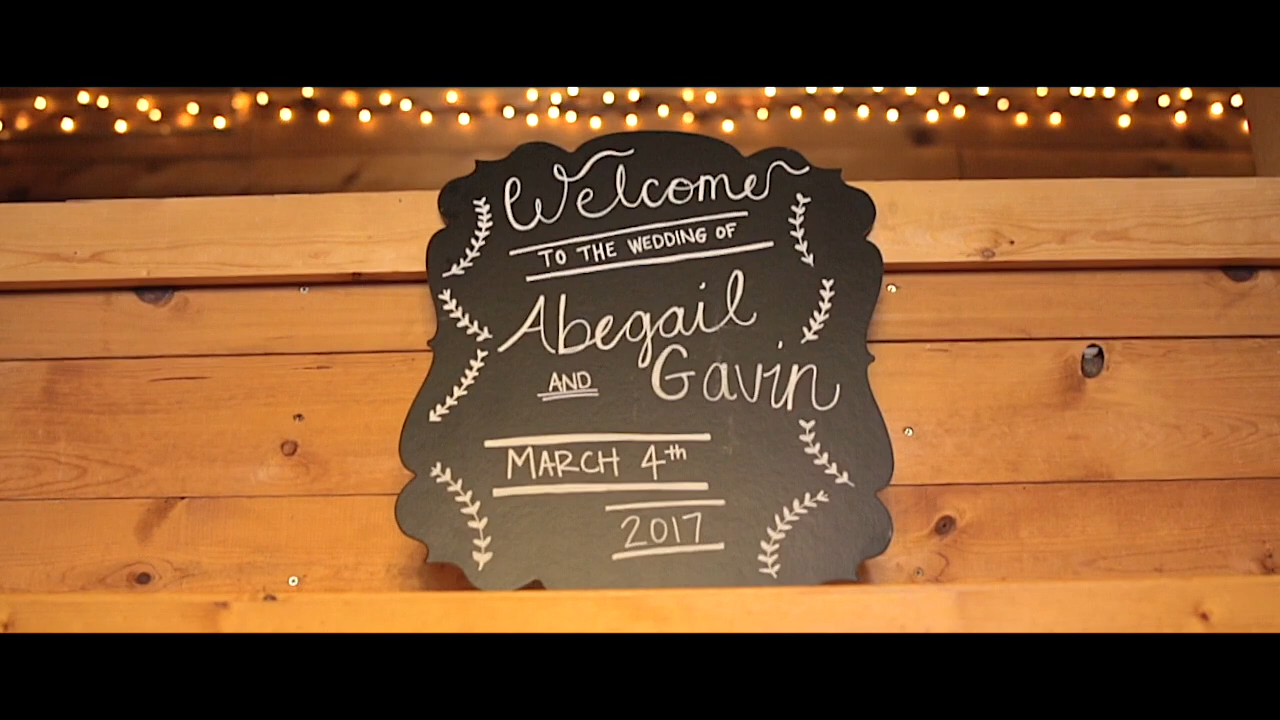 Welcome
TO THE WEDDING OF
Abegail
AND Gavin
MARCH 4th
2017